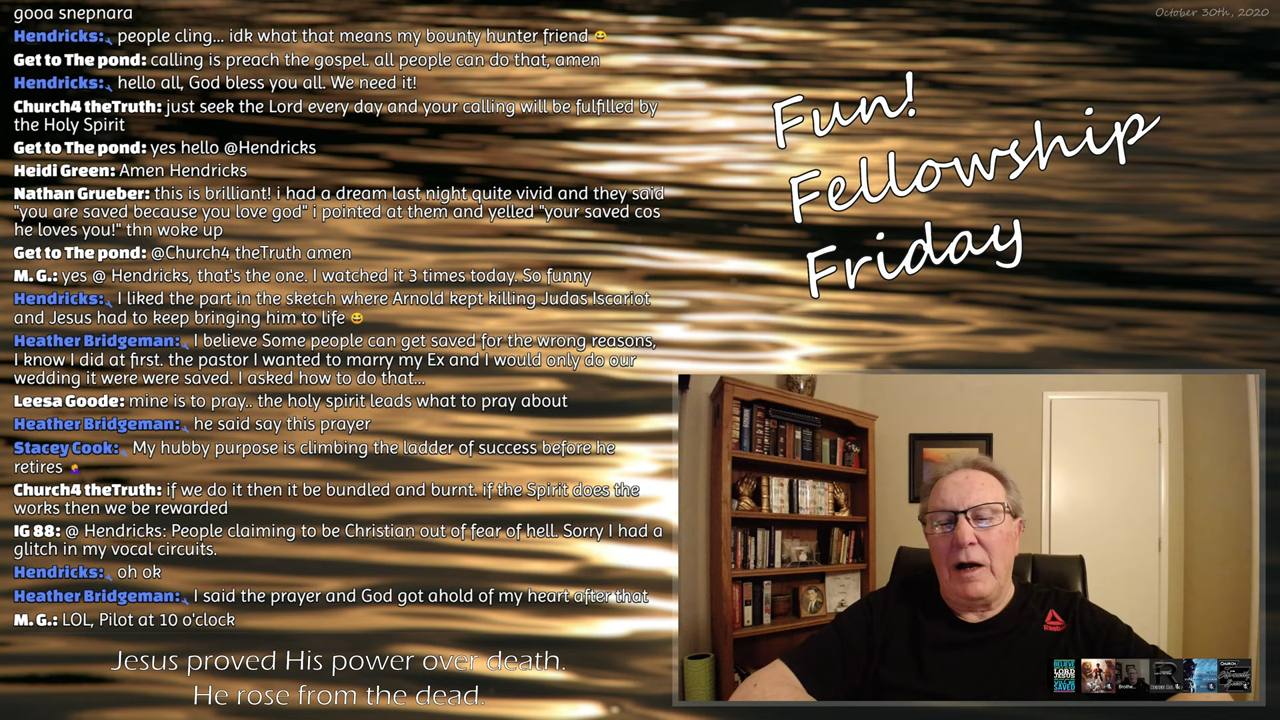 gooa snepnara
Hendricks: people cling... idk what that means my bounty hunter friend 😆
Get to The pond: calling is preach the gospel. all people can do that, amen
Hendricks: hello all, God bless you all. We need it!
Church4 theTruth: just seek the Lord every day and your calling will be fulfilled by
the Holy Spirit
Get to The pond: yes hello @Hendricks
Heidi Green: Amen Hendricks
Nathan Grueber: this is brilliant! i had a dream last night quite vivid and they said
"you are saved because you love god" i pointed at them and yelled "your saved cos
he loves you!" thn woke up
Get to The pond: @Church4 theTruth amen
M. G.: yes @ Hendricks, that's the one. I watched it 3 times today. So funny
Hendricks: I liked the part in the sketch where Arnold kept killing Judas Iscariot
and Jesus had to keep bringing him to life 😆
Heather Bridgeman: I believe Some people can get saved for the wrong reasons,
I know I did at first. the pastor I wanted to marry my Ex and I would only do our
wedding it were were saved. I asked how to do that...
Leesa Goode: mine is to pray.. the holy spirit leads what to pray about
Heather Bridgeman: he said say this prayer
Stacey Cook: My hubby purpose is climbing the ladder of success before he
retires 🤦‍♀️
Church4 theTruth: if we do it then it be bundled and burnt. if the Spirit does the
works then we be rewarded
IG 88: @ Hendricks: People claiming to be Christian out of fear of hell. Sorry I had a
glitch in my vocal circuits.
Hendricks: oh ok
Heather Bridgeman: I said the prayer and God got ahold of my heart after that
M. G.: LOL, Pilot at 10 o'clock
Jesus proved His power over death.
He rose from the dead.
October 30th, 2020
Fun!
Fellowship
Friday
Reebok
BELIEVE
LORD
JESUS
SAVED
Brothe...
CHURCH